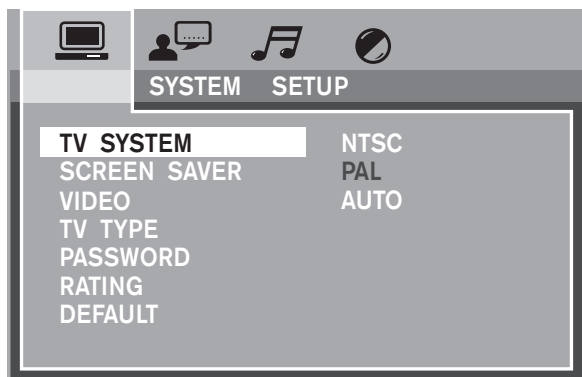 SYSTEM SETUP
TV SYSTEM NTSC
SCREEN SAVER PAL
VIDEO AUTO
TV TYPE
PASSWORD
RATING
DEFAULT